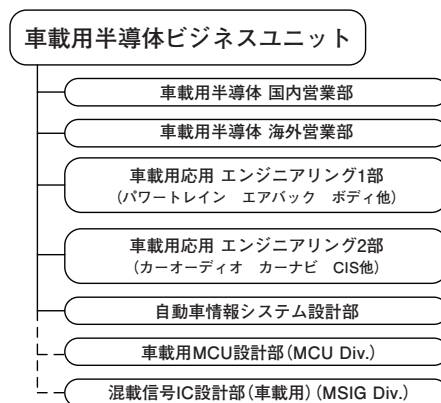 車載用半導体ビジネスユニット
車載用半導体 国内営業部
車載用半導体 海外営業部
車載用応用 エンジニアリング1部
(パワートレイン エアバック ボディ他)
車載用応用 エンジニアリング2部
(カーオーディオ カーナビ CIS他)
自動車情報システム設計部
車載用MCU設計部(MCU Div.)
混載信号IC設計部(車載用)(MSIG Div.)